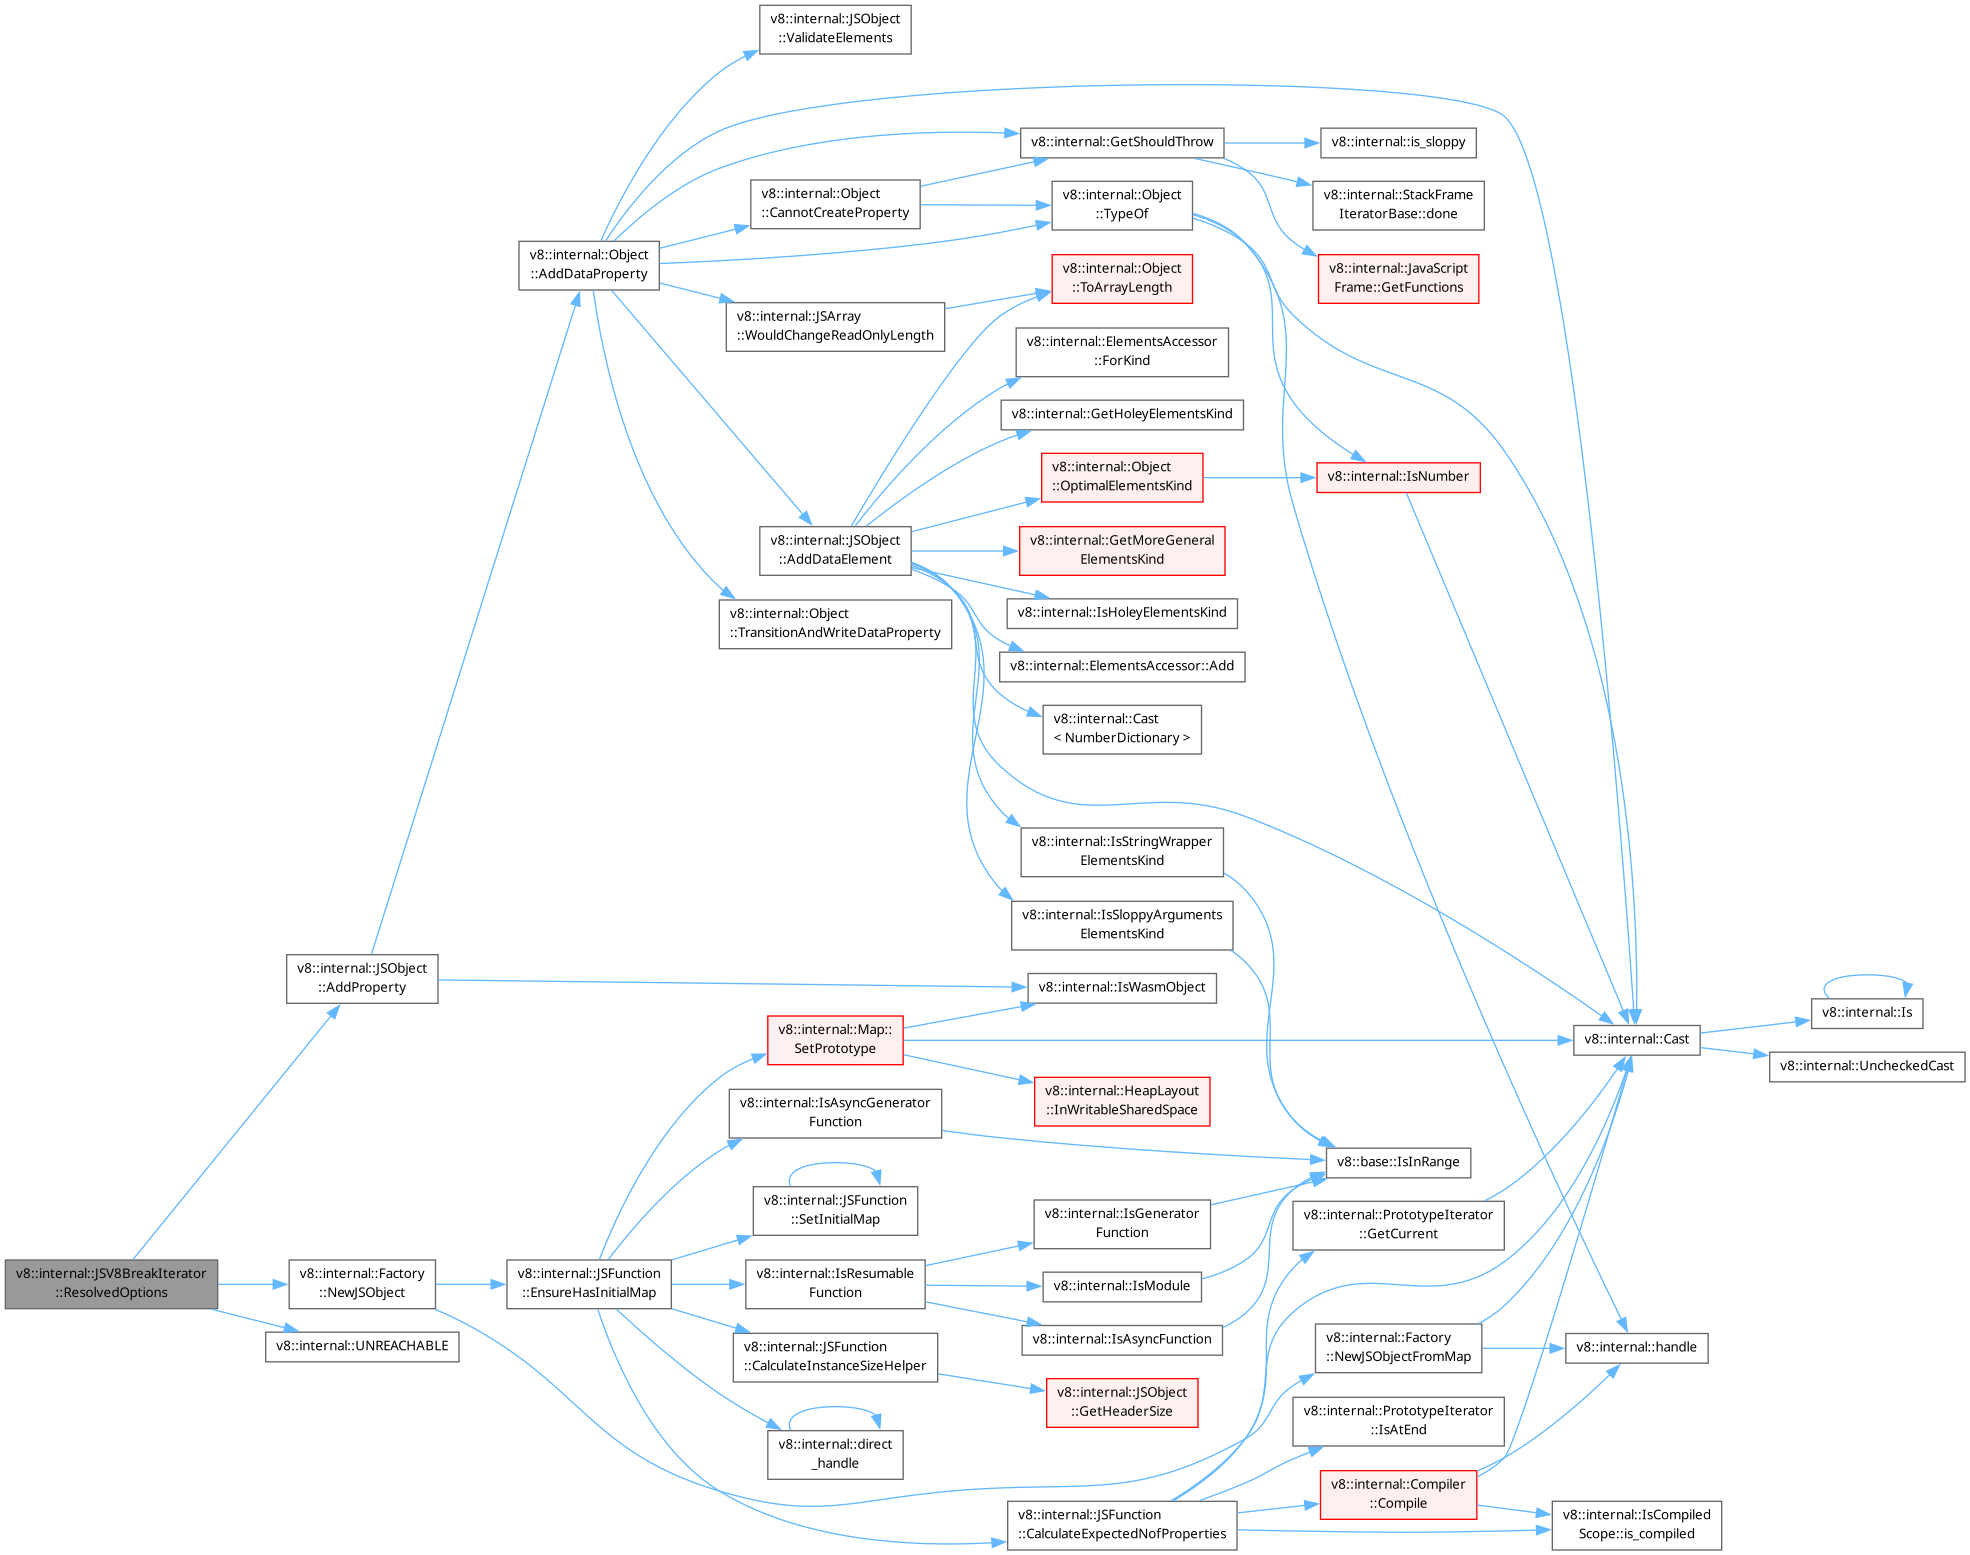 v8::internal::JSV8BreakIterator
::ResolvedOptions
v8::internal::JSObject
::AddProperty
v8::internal::Object
::AddDataProperty
v8::internal::JSObject
::ValidateElements
v8::internal::GetShouldThrow
v8::internal::is_sloppy
v8::internal::StackFrame
IteratorBase::done
v8::internal::JavaScript
Frame::GetFunctions
v8::internal::Object
::CannotCreateProperty
v8::internal::Object
::TypeOf
v8::internal::JSArray
::WouldChangeReadOnlyLength
v8::internal::Object
::ToArrayLength
v8::internal::JSObject
::AddDataElement
v8::internal::ElementsAccessor
::ForKind
v8::internal::GetHoleyElementsKind
v8::internal::Object
::OptimalElementsKind
v8::internal::IsNumber
v8::internal::GetMoreGeneral
ElementsKind
v8::internal::IsHoleyElementsKind
v8::internal::ElementsAccessor::Add
v8::internal::Cast
< NumberDictionary >
v8::internal::IsStringWrapper
ElementsKind
v8::internal::IsSloppyArguments
ElementsKind
v8::internal::Object
::TransitionAndWriteDataProperty
v8::internal::IsWasmObject
v8::internal::Cast
v8::internal::Is
v8::internal::UncheckedCast
v8::internal::Factory
::NewJSObject
v8::internal::UNREACHABLE
v8::internal::JSFunction
::EnsureHasInitialMap
v8::internal::Map::
SetPrototype
v8::internal::HeapLayout
::InWritableSharedSpace
v8::internal::IsAsyncGenerator
Function
v8::base::IsInRange
v8::internal::JSFunction
::SetInitialMap
v8::internal::IsResumable
Function
v8::internal::IsGenerator
Function
v8::internal::IsModule
v8::internal::IsAsyncFunction
v8::internal::JSFunction
::CalculateInstanceSizeHelper
v8::internal::JSObject
::GetHeaderSize
v8::internal::direct
_handle
v8::internal::JSFunction
::CalculateExpectedNofProperties
v8::internal::PrototypeIterator
::GetCurrent
v8::internal::Factory
::NewJSObjectFromMap
v8::internal::handle
v8::internal::PrototypeIterator
::IsAtEnd
v8::internal::Compiler
::Compile
v8::internal::IsCompiled
Scope::is_compiled